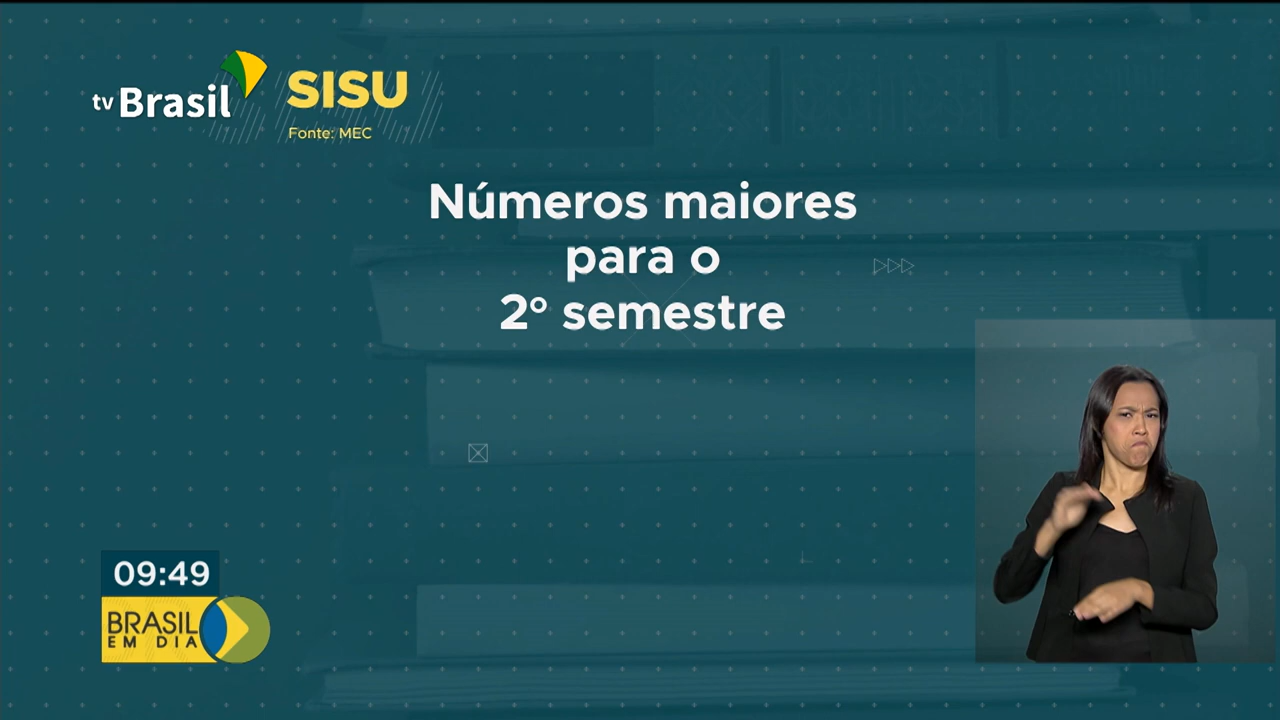 tv Brasil
SISU
Fonte: MEC
Números maiores
para o
2º semestre
09:49
BRASIL
EM DIA